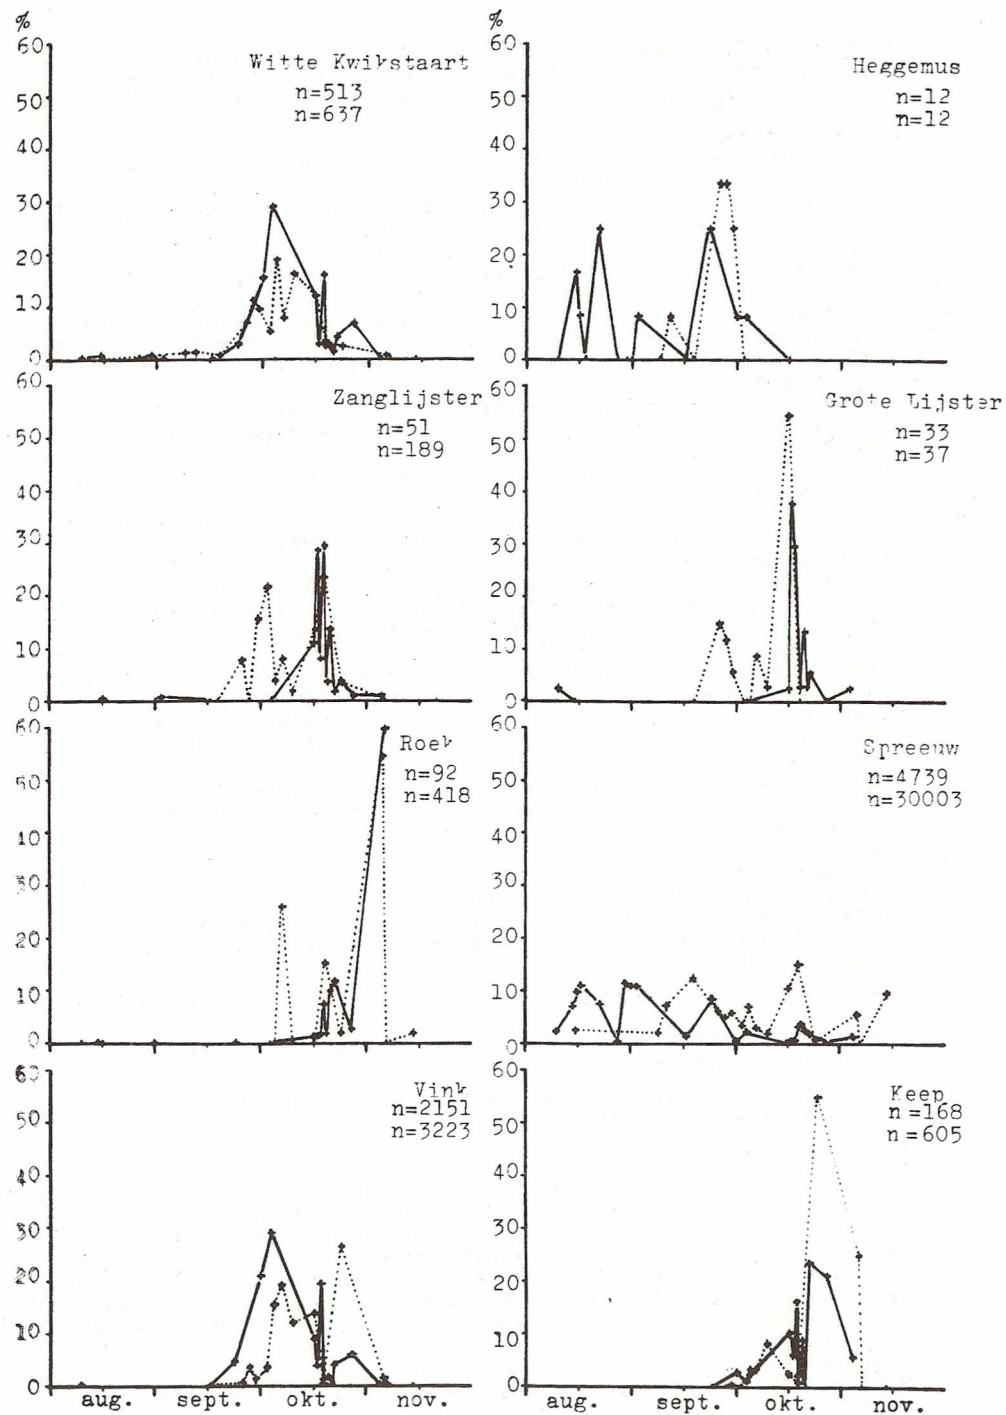 %
60
50
40
30
20
10
0
Witte Kwikstaart
n=513
n=637
%
60
50
40
30
20
10
0
Heggemus
n=12
n=12
60
50
40
30
20
10
0
Zanglijster
n=51
n=189
60
50
40
30
20
10
0
Grote Lijster
n=33
n=37
60
50
40
30
20
10
0
Roek
n=92
n=418
60
50
40
30
20
10
0
Spreeuw
n=4739
n=30003
60
50
40
30
20
10
0
Vink
n=2151
n=3223
aug. sept. okt. nov.
60
50
40
30
20
10
0
Keep
n=168
n=605
aug. sept. okt. nov.